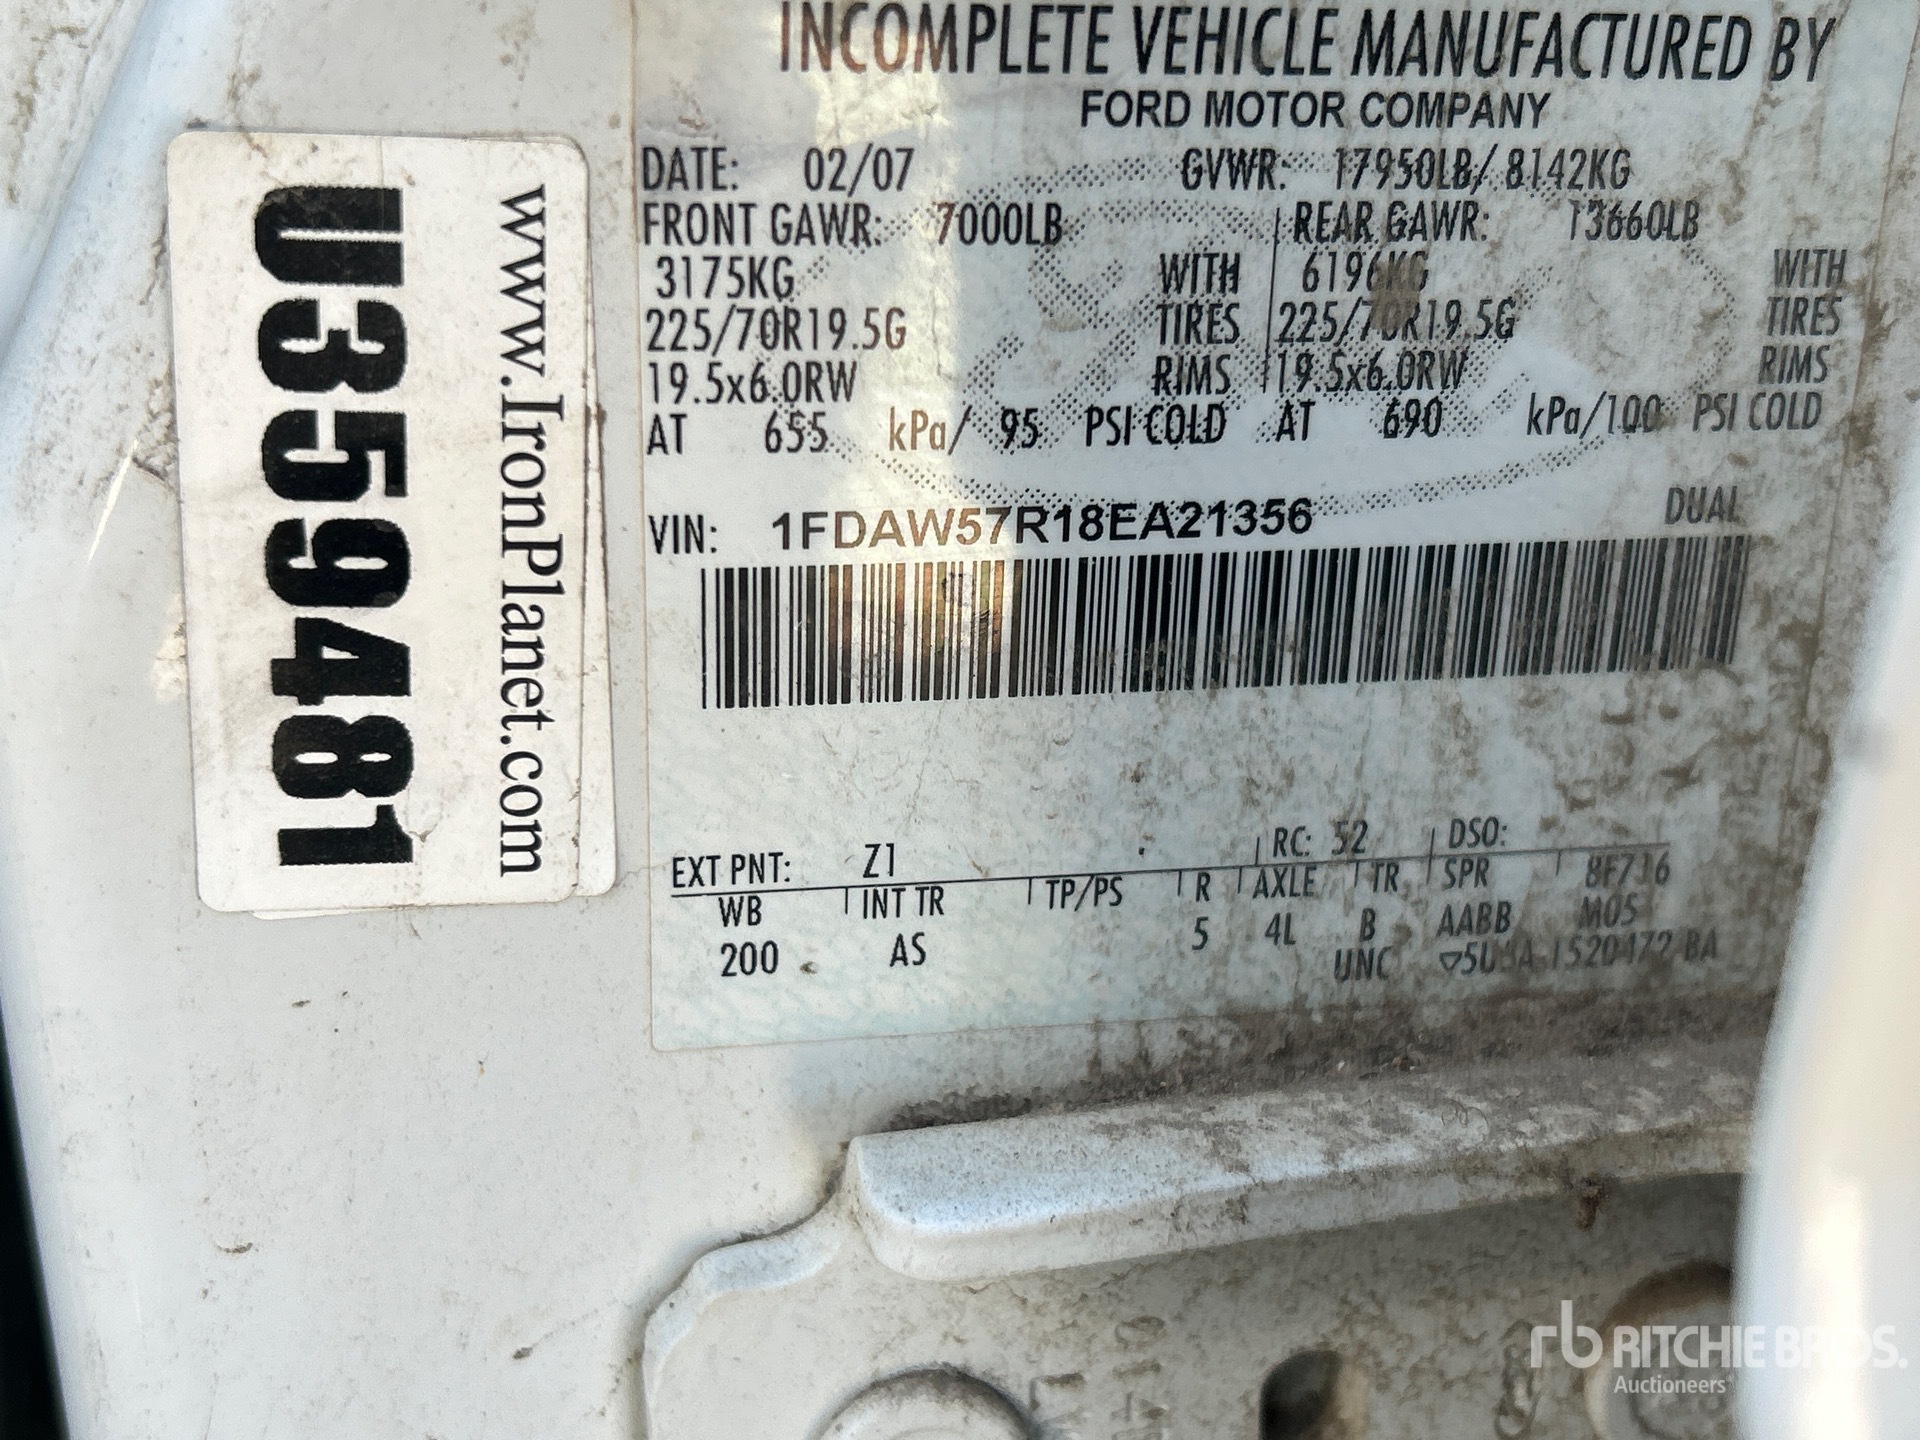 INCOMPLETE VEHICLE MANUFACTURED BY
FORD MOTOR COMPANY
DATE: 02/07 GVWR: 17950LB/ 8142KG
FRONT GAWR: 7000LB REAR GAWR: 13660LB
3175KG WITH 6196KG WITH
225/70R19.5G TIRES 225/70R19.5G TIRES
19.5x6.0RW RIMS 19.5x6.0RW RIMS
AT 655 kPa/ 95 PSI COLD AT 690 kPa/100 PSI COLD
DUAL
VIN: 1FDAW57R18EA21356
EXT PNT: Z1 RC: 52 DSO:
WB INT TR TP/PS R AXLE TR SPR 8F716
200 AS 5 4L B AABB M05
UNC
U359481
www.IronPlanet.com
rb RITCHIE BROS.
Auctioneers